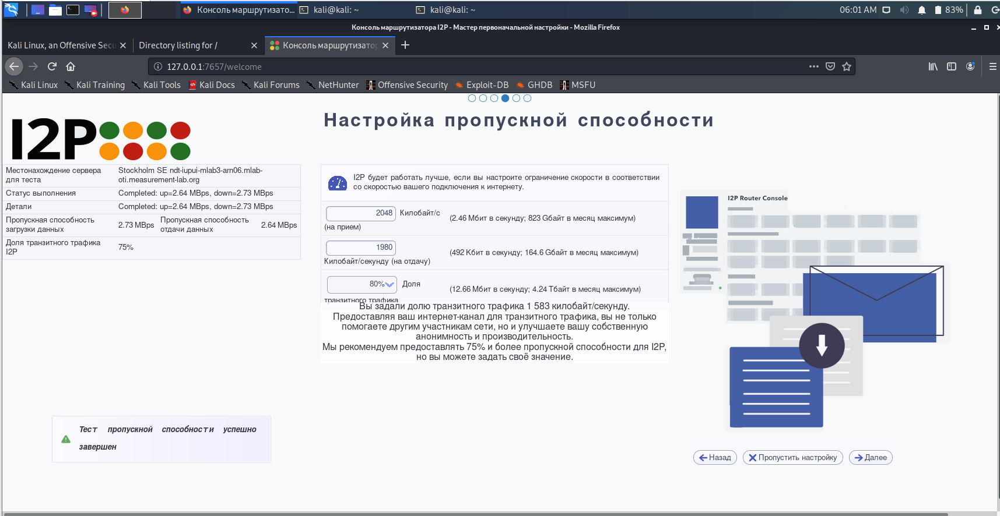 Консоль маршрутизато...
kali@kali: ~
kali@kali: ~
06:01 AM
83%
Консоль маршрутизатора I2P - Мастер первоначальной настройки - Mozilla Firefox
Kali Linux, an Offensive Secu
Directory listing for /
Консоль маршрутизатор
127.0.0.1:7657/welcome
Kali Linux
Kali Training
Kali Tools
Kali Docs
Kali Forums
NetHunter
Offensive Security
Exploit-DB
GHDB
MSFU
I2P
Настройка пропускной способности
Местонахождение сервера
для теста
Stockholm SE ndt-iupui-mlab3-arn06.mlab-
oti.measurement-lab.org
Статус выполнения
Completed: up=2.64 MBps, down=2.73 MBps
Детали
Completed: up=2.64 MBps, down=2.73 MBps
Пропускная способность
загрузки данных
2.73 MBps
Пропускная способность
отдачи данных
2.64 MBps
Доля транзитного трафика
I2P
75%
I2P будет работать лучше, если вы настроите ограничение скорости в соответствии
со скоростью вашего подключения к интернету.
2048 Килобайт/с
(на прием)
(2.46 Мбит в секунду; 823 Gбайт в месяц максимум)
1980
Килобайт/секунду (на отдачу)
(492 Kбит в секунду; 164.6 Gбайт в месяц максимум)
80% Доля
транзитного трафика
(12.66 Мбит в секунду; 4.24 Тбайт в месяц максимум)
Вы задали долю транзитного трафика 1 583 килобайт/секунду.
Предоставляя ваш интернет-канал для транзитного трафика, вы не только
помогаете другим участникам сети, но и улучшаете вашу собственную
анонимность и производительность.
Мы рекомендуем предоставлять 75% и более пропускной способности для I2P,
но вы можете задать своё значение.
I2P Router Console
Тест пропускной способности успешно
завершен
Назад
Пропустить настройку
Далее